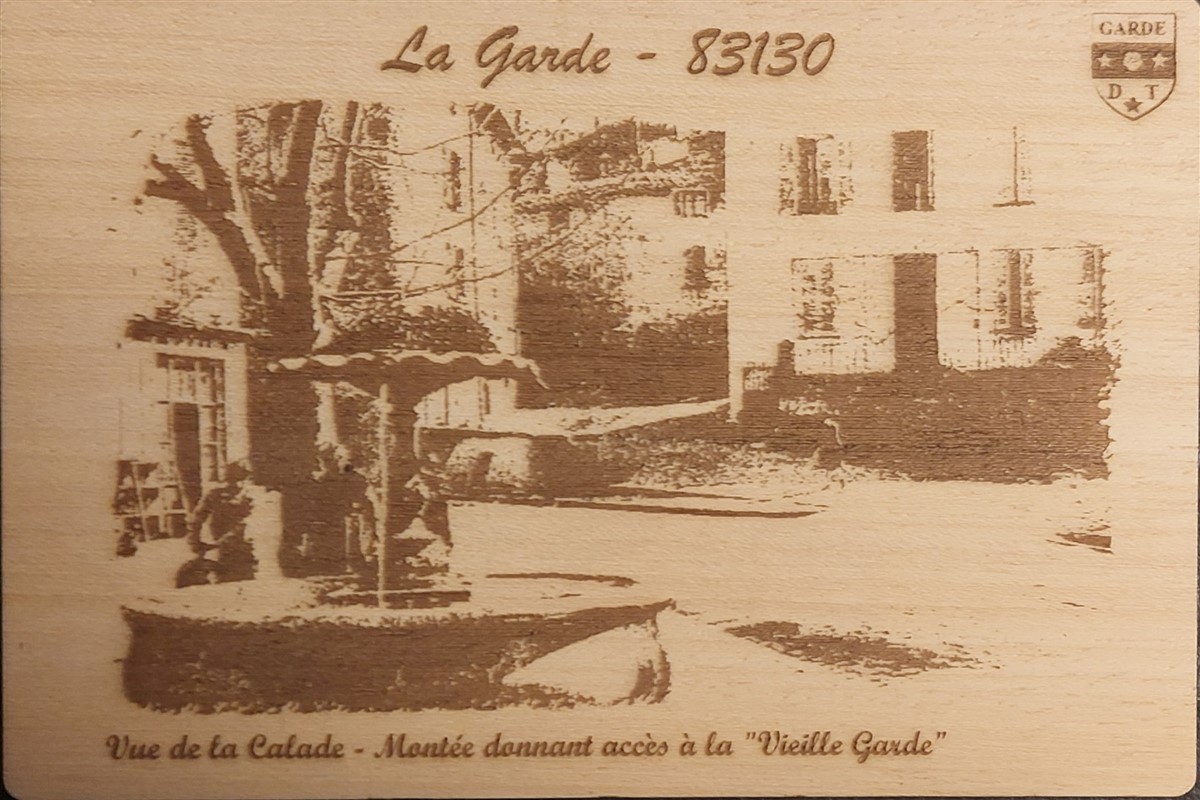 La Garde - 83130
GARDE
D T
Vue de la Calade - Montée donnant accès à la "Vieille Garde"